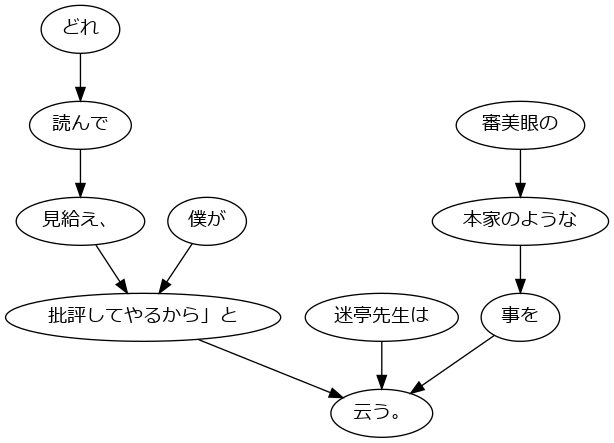 どれ
読んで
審美眼の
見給え、
僕が
本家のような
批評してやるから」と
迷亭先生は
事を
云う。